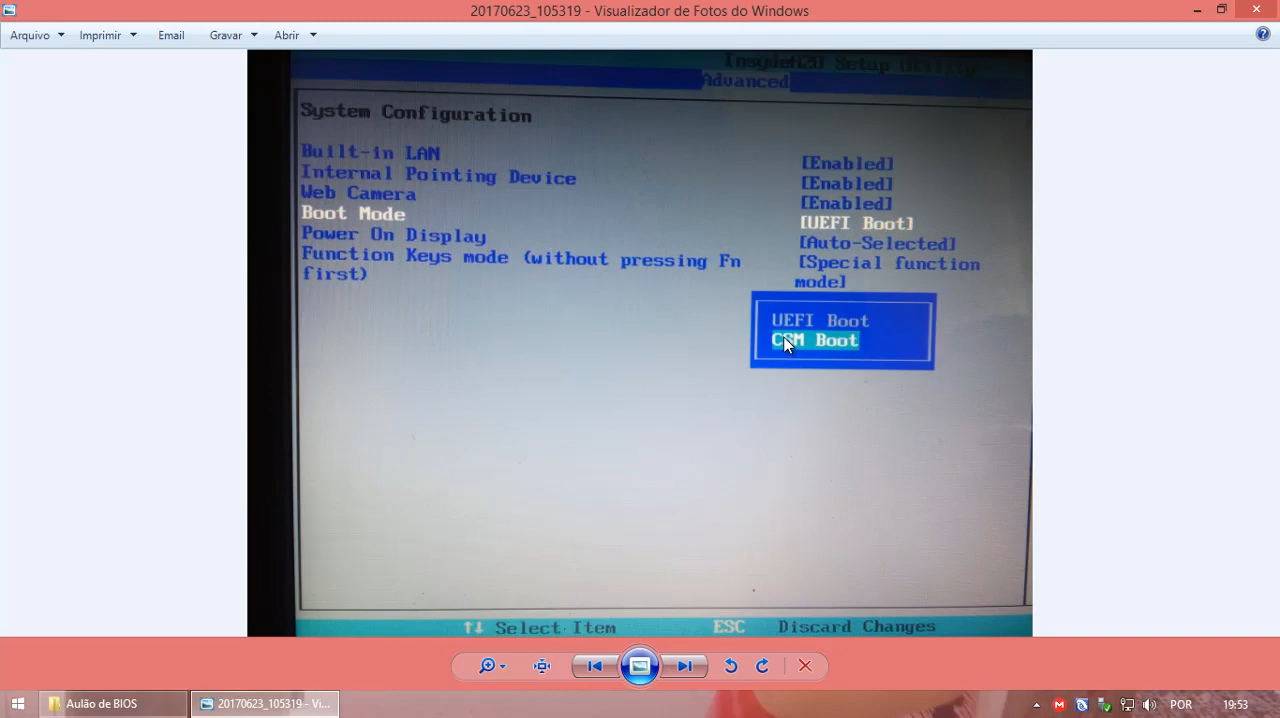 20170623_105319 - Visualizador de Fotos do Windows
Arquivo Imprimir Email Gravar Abrir
InsydeH2O Setup Utility
Advanced
System Configuration
Built-in LAN [Enabled]
Internal Pointing Device [Enabled]
Web Camera [Enabled]
Boot Mode [UEFI Boot]
Power On Display [Auto-Selected]
Function Keys mode (without pressing Fn [Special function
first) mode]
UEFI Boot
CSM Boot
↑↓ Select Item ESC Discard Changes
Aulão de BIOS 20170623_105319 - Vi... POR 19:53